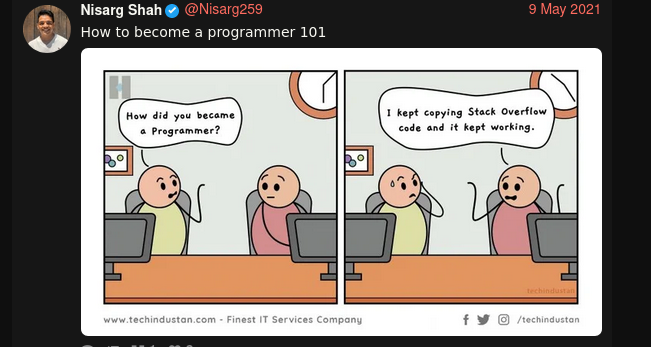 Nisarg Shah @Nisarg259 9 May 2021
How to become a programmer 101
H
How did you became
a Programmer?
I kept copying Stack Overflow
code and it kept working.
techindustan
www.techindustan.com - Finest IT Services Company
/techindustan